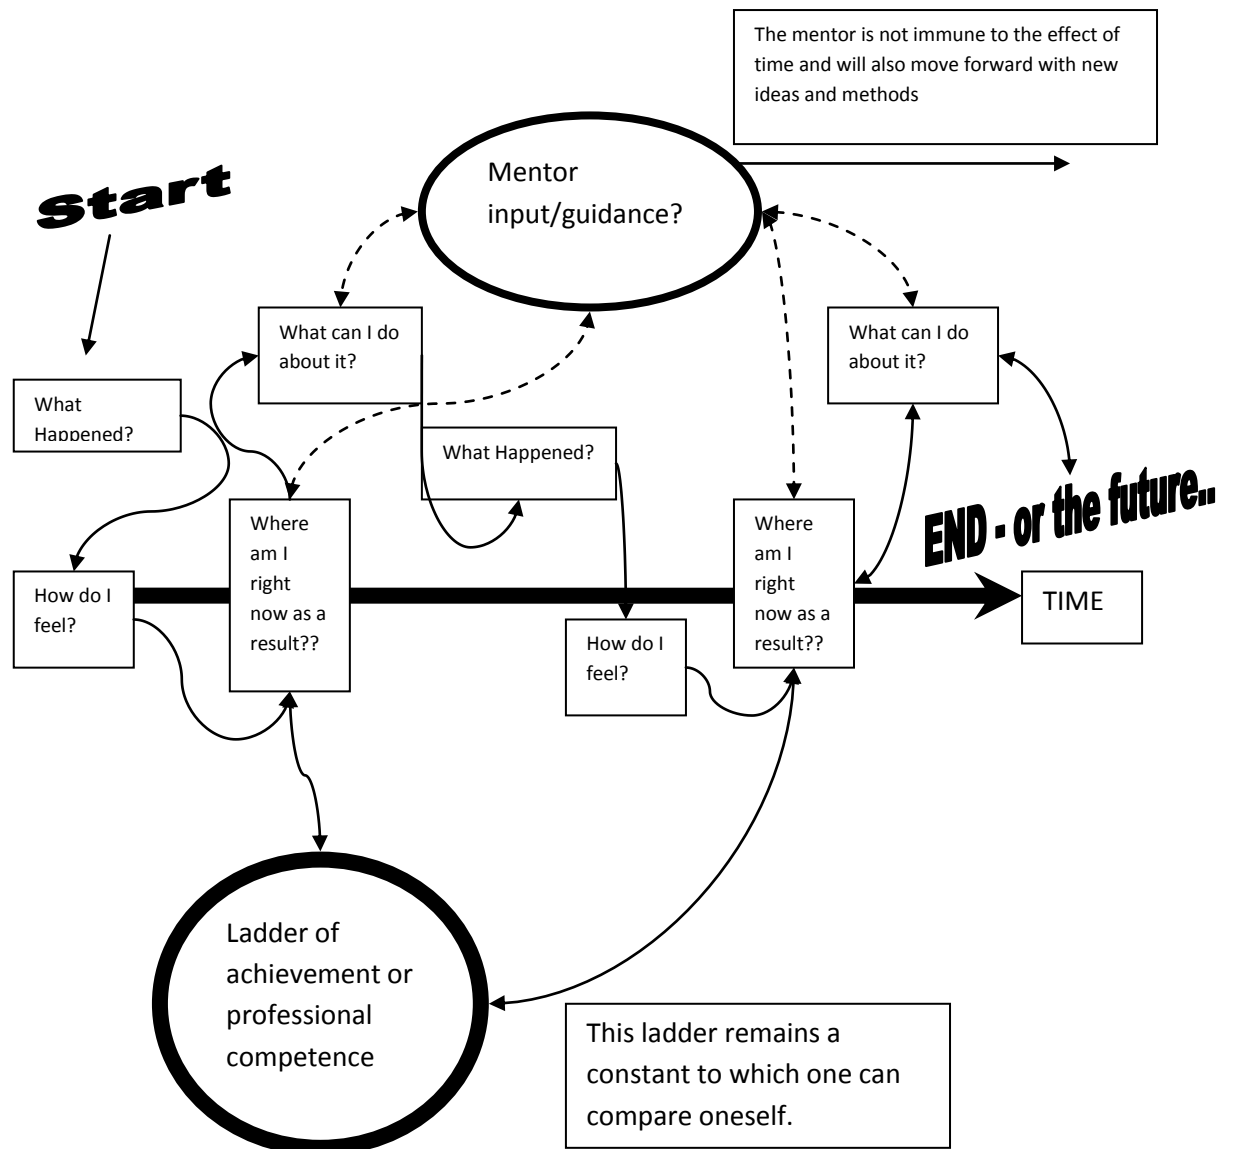 The mentor is not immune to the effect of
time and will also move forward with new
ideas and methods
Start
Mentor
input/guidance?
What can I do
about it?
What can I do
about it?
What
Happened?
What Happened?
Where
am I
right
now as a
result??
Where
am I
right
now as a
result??
END - or the future..
How do I
feel?
TIME
How do I
feel?
Ladder of
achievement or
professional
competence
This ladder remains a
constant to which one can
compare oneself.